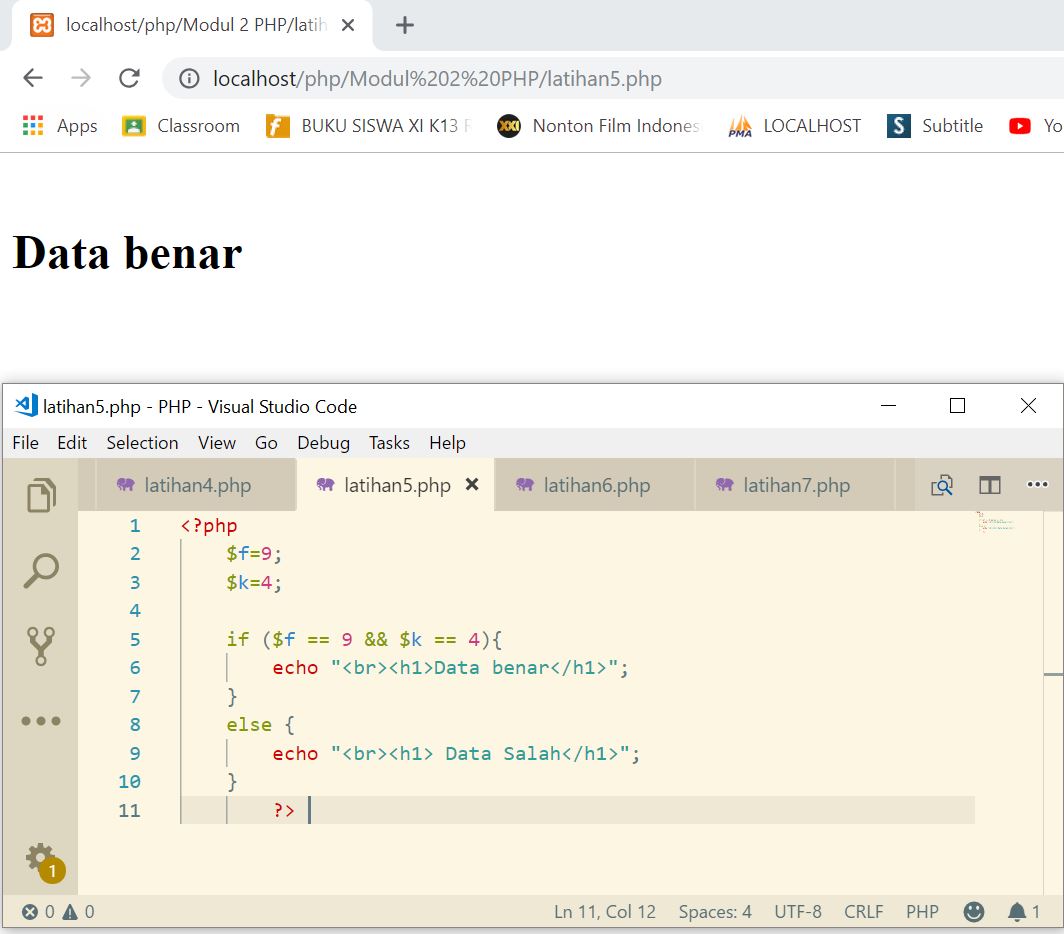 localhost/php/Modul 2 PHP/latih
localhost/php/Modul%202%20PHP/latihan5.php
Apps Classroom BUKU SISWA XI K13 Nonton Film Indones PMA LOCALHOST S Subtitle Yo
Data benar
latihan5.php - PHP - Visual Studio Code
File Edit Selection View Go Debug Tasks Help
latihan4.php latihan5.php latihan6.php latihan7.php
1 <?php
2 $f=9;
3 $k=4;
4
5 if ($f == 9 && $k == 4){
6 echo "<br><h1>Data benar</h1>";
7 }
8 else {
9 echo "<br><h1> Data Salah</h1>";
10 }
11 ?>
1
0 0 Ln 11, Col 12 Spaces: 4 UTF-8 CRLF PHP 1